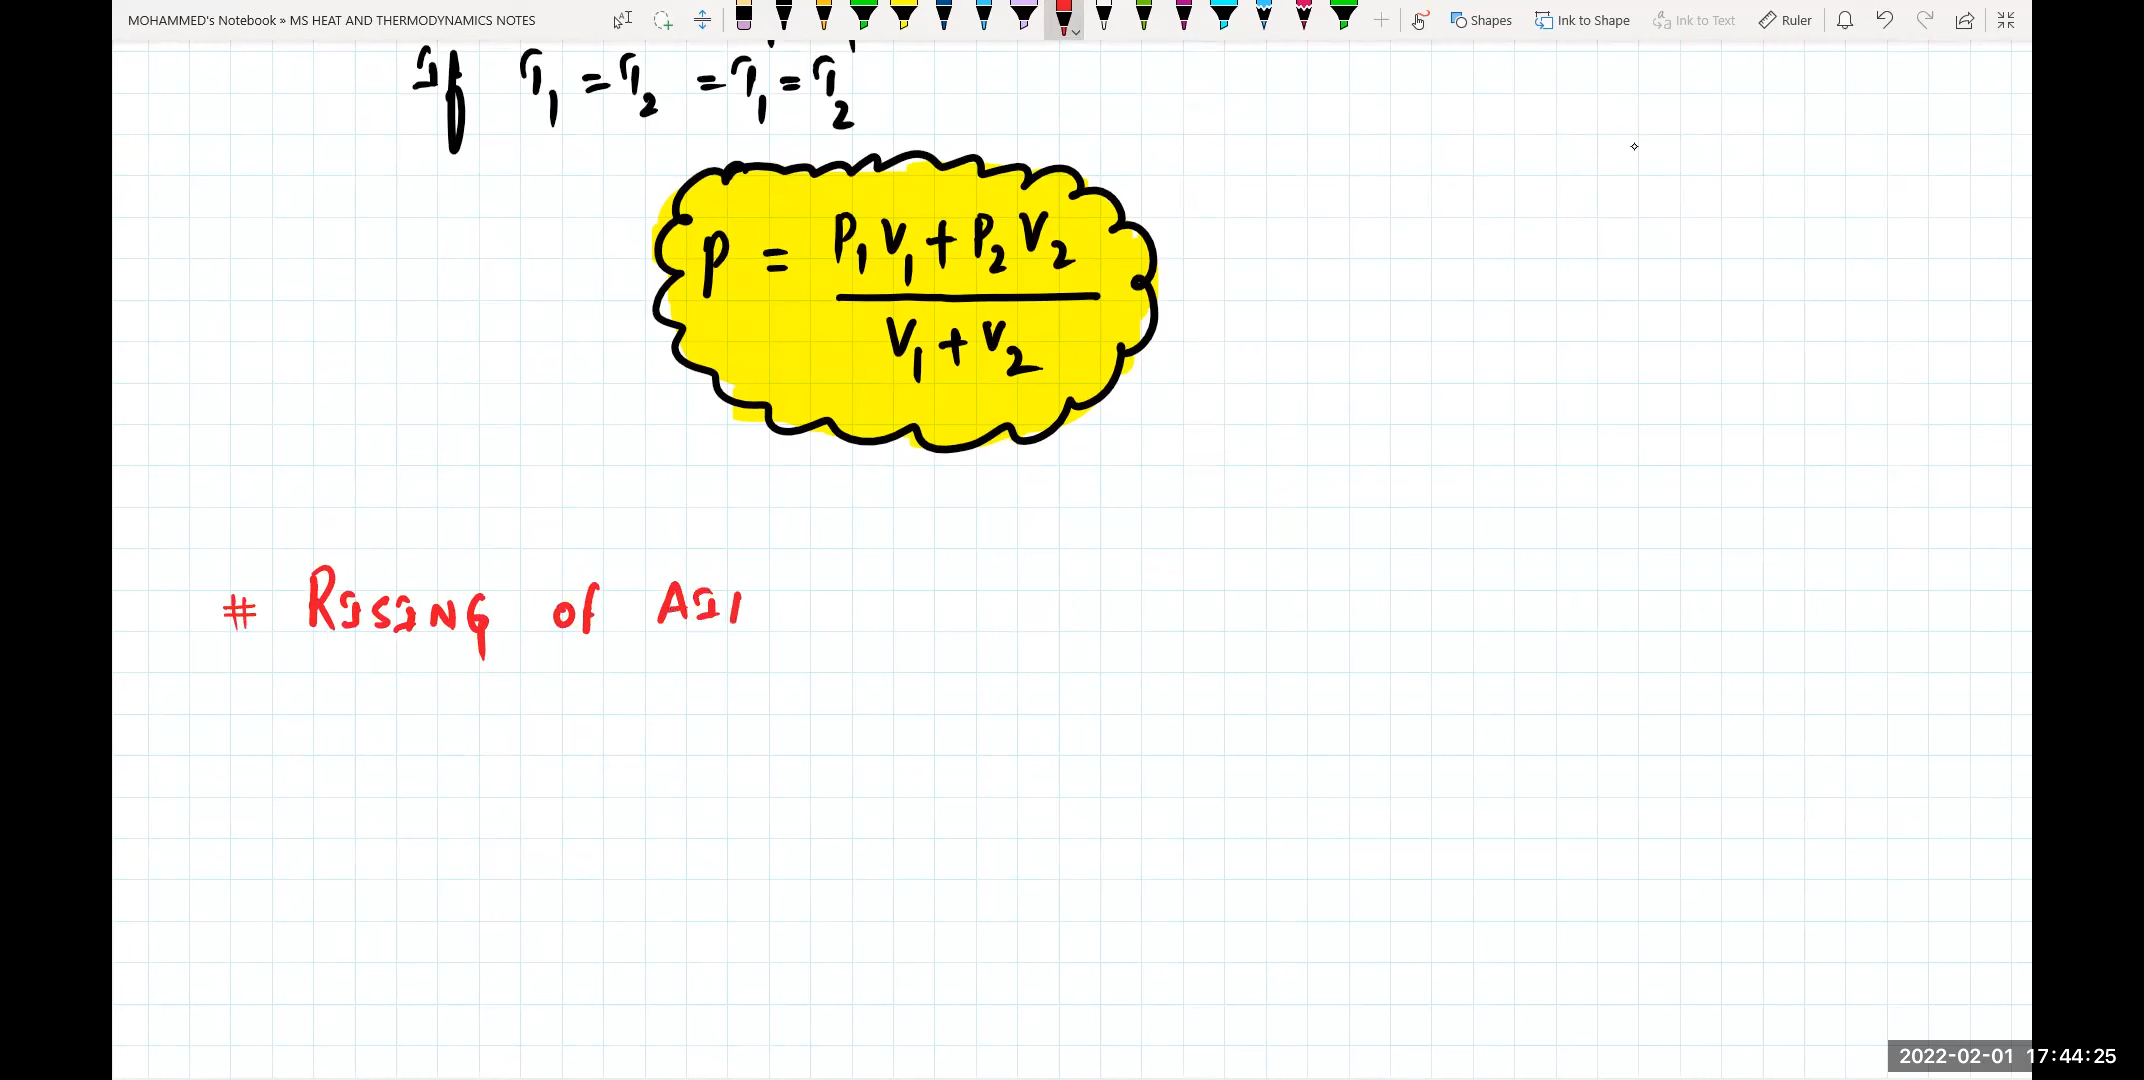 MOHAMMED's Notebook » MS HEAT AND THERMODYNAMICS NOTES
Shapes Ink to Shape Ink to Text Ruler
If T₁ = T₂ = T₁' = T₂'
P = P₁V₁ + P₂V₂
V₁ + V₂
# RISING Of AI
2022-02-01 17:44:25